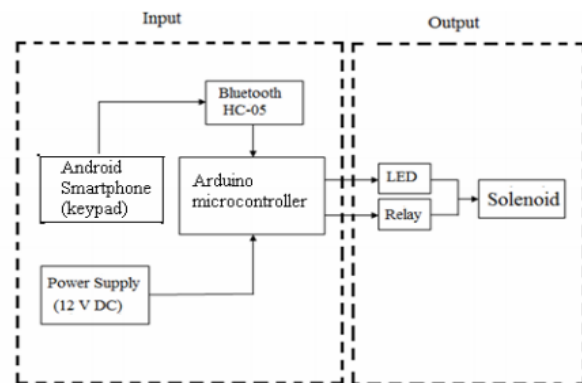 Input
Output
Bluetooth
HC-05
Android
Smartphone
(keypad)
Arduino
microcontroller
LED
Relay
Solenoid
Power Supply
(12 V DC)